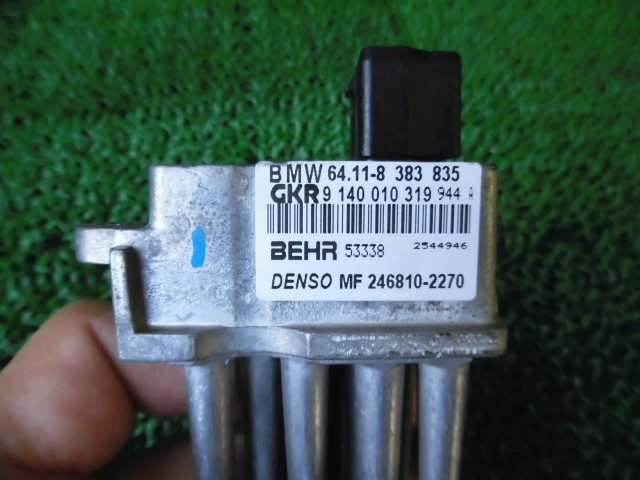 BMW 64.11-8 383 835
GKR 9 140 010 319 944 A
BEHR 53338 2544946
DENSO MF 246810-2270